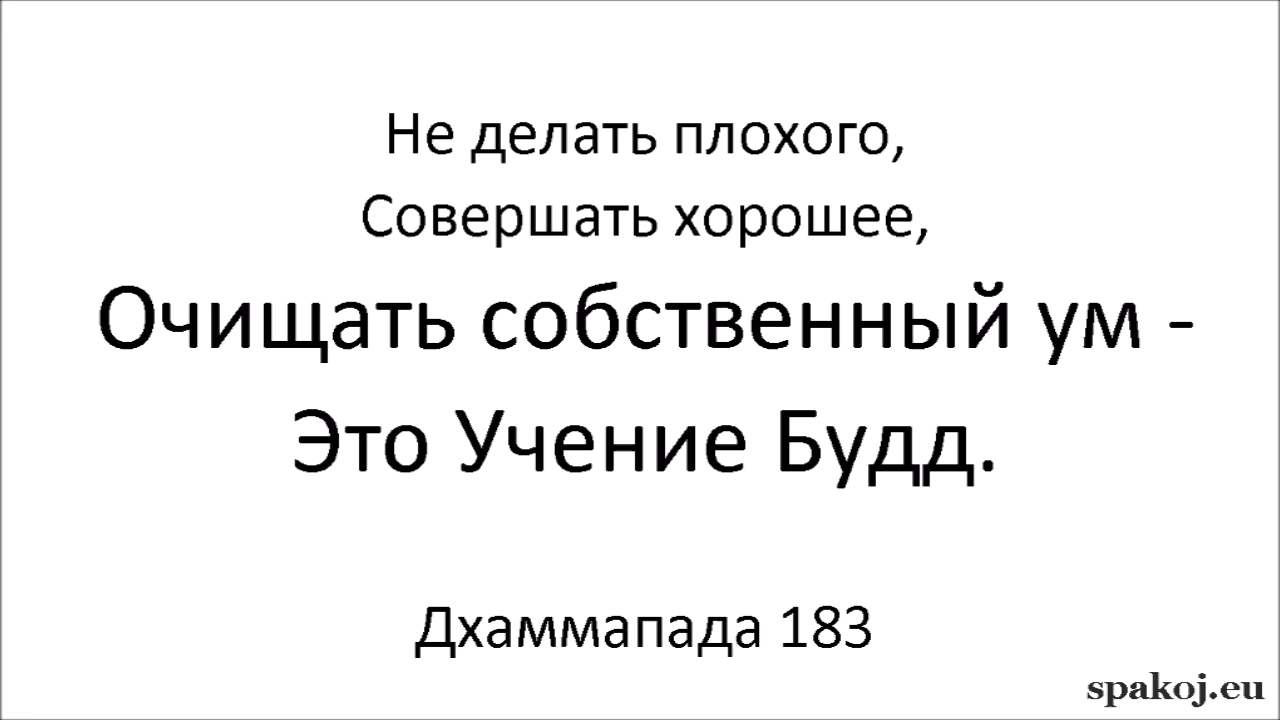 Не делать плохого,
Совершать хорошее,
Очищать собственный ум -
Это Учение Будд.
Дхаммапада 183
spakoj.eu